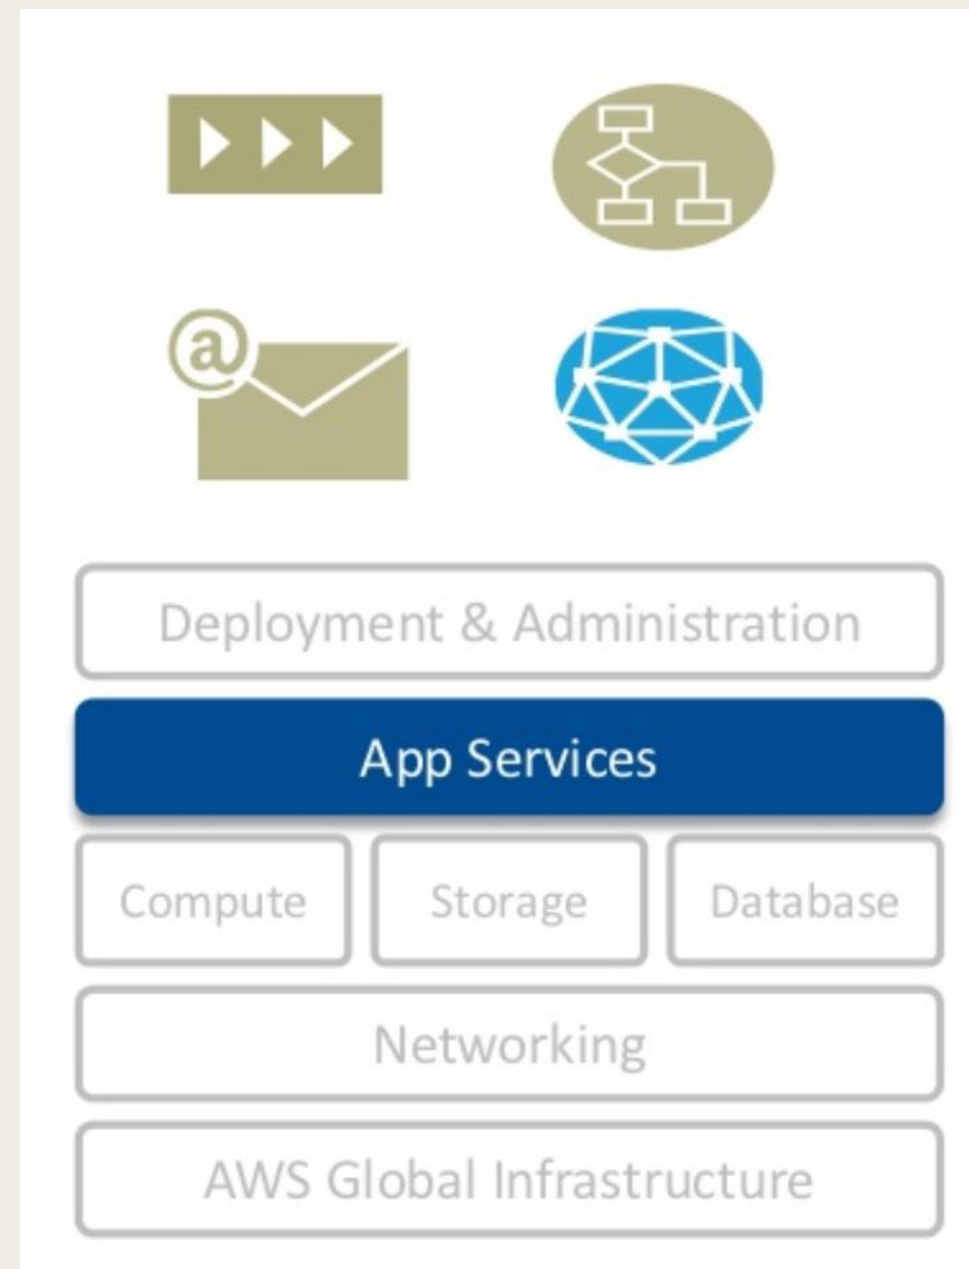 @
Deployment & Administration
App Services
Compute Storage Database
Networking
AWS Global Infrastructure